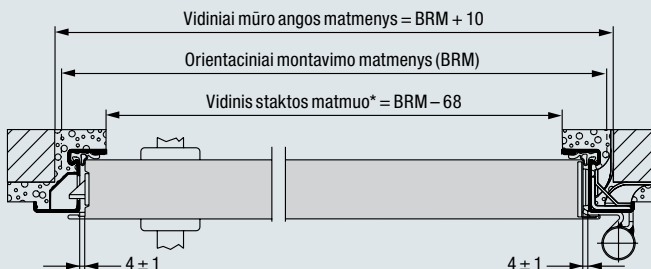 Vidiniai mūro angos matmenys = BRM + 10
Orientaciniai montavimo matmenys (BRM)
Vidinis staktos matmuo* = BRM – 68
4 ± 1
4 ± 1